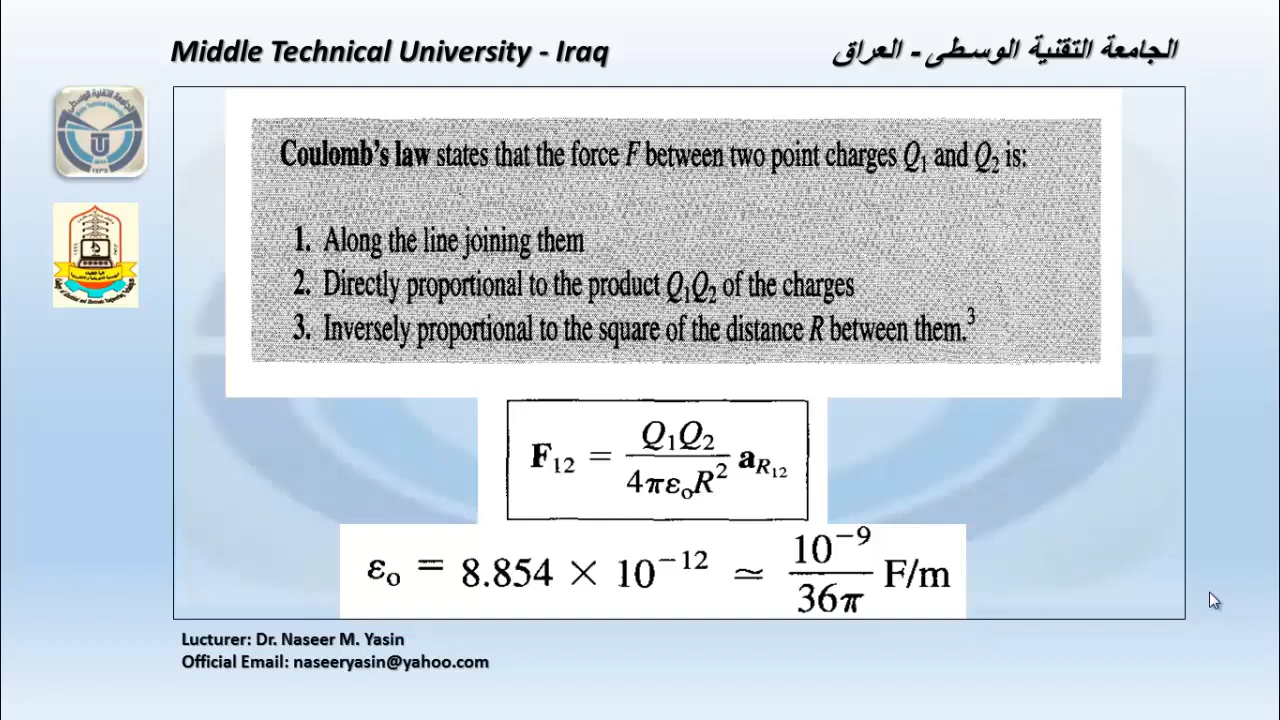 Middle Technical University - Iraq
الجامعة التقنية الوسطى - العراق
Coulomb's law states that the force F between two point charges Q₁ and Q₂ is:
1. Along the line joining them
2. Directly proportional to the product Q₁Q₂ of the charges
3. Inversely proportional to the square of the distance R between them.³
F₁₂ = Q₁Q₂ / 4πε₀R² a_R₁₂
ε₀ = 8.854 × 10⁻¹² ≃ 10⁻⁹ / 36π F/m
Lucturer: Dr. Naseer M. Yasin
Official Email: naseeryasin@yahoo.com